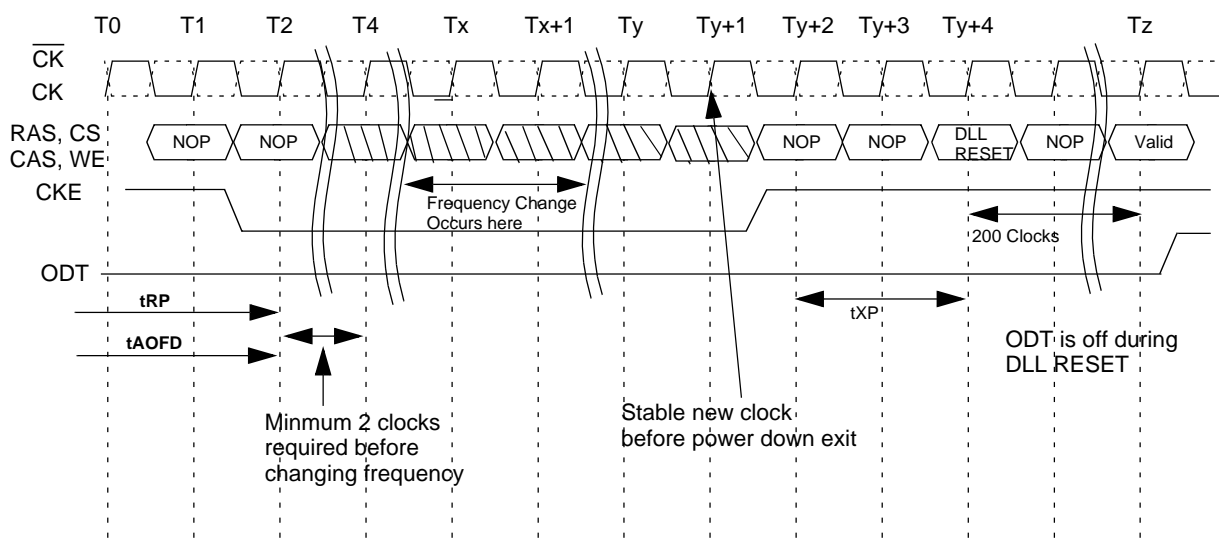 T0 T1 T2 T4 Tx Tx+1 Ty Ty+1 Ty+2 Ty+3 Ty+4 Tz
CK
CK
RAS, CS
CAS, WE
NOP NOP NOP NOP DLL RESET NOP Valid
CKE
Frequency Change
Occurs here
200 Clocks
ODT
tRP
tXP
tAOFD
ODT is off during
DLL RESET
Minmum 2 clocks
required before
changing frequency
Stable new clock
before power down exit